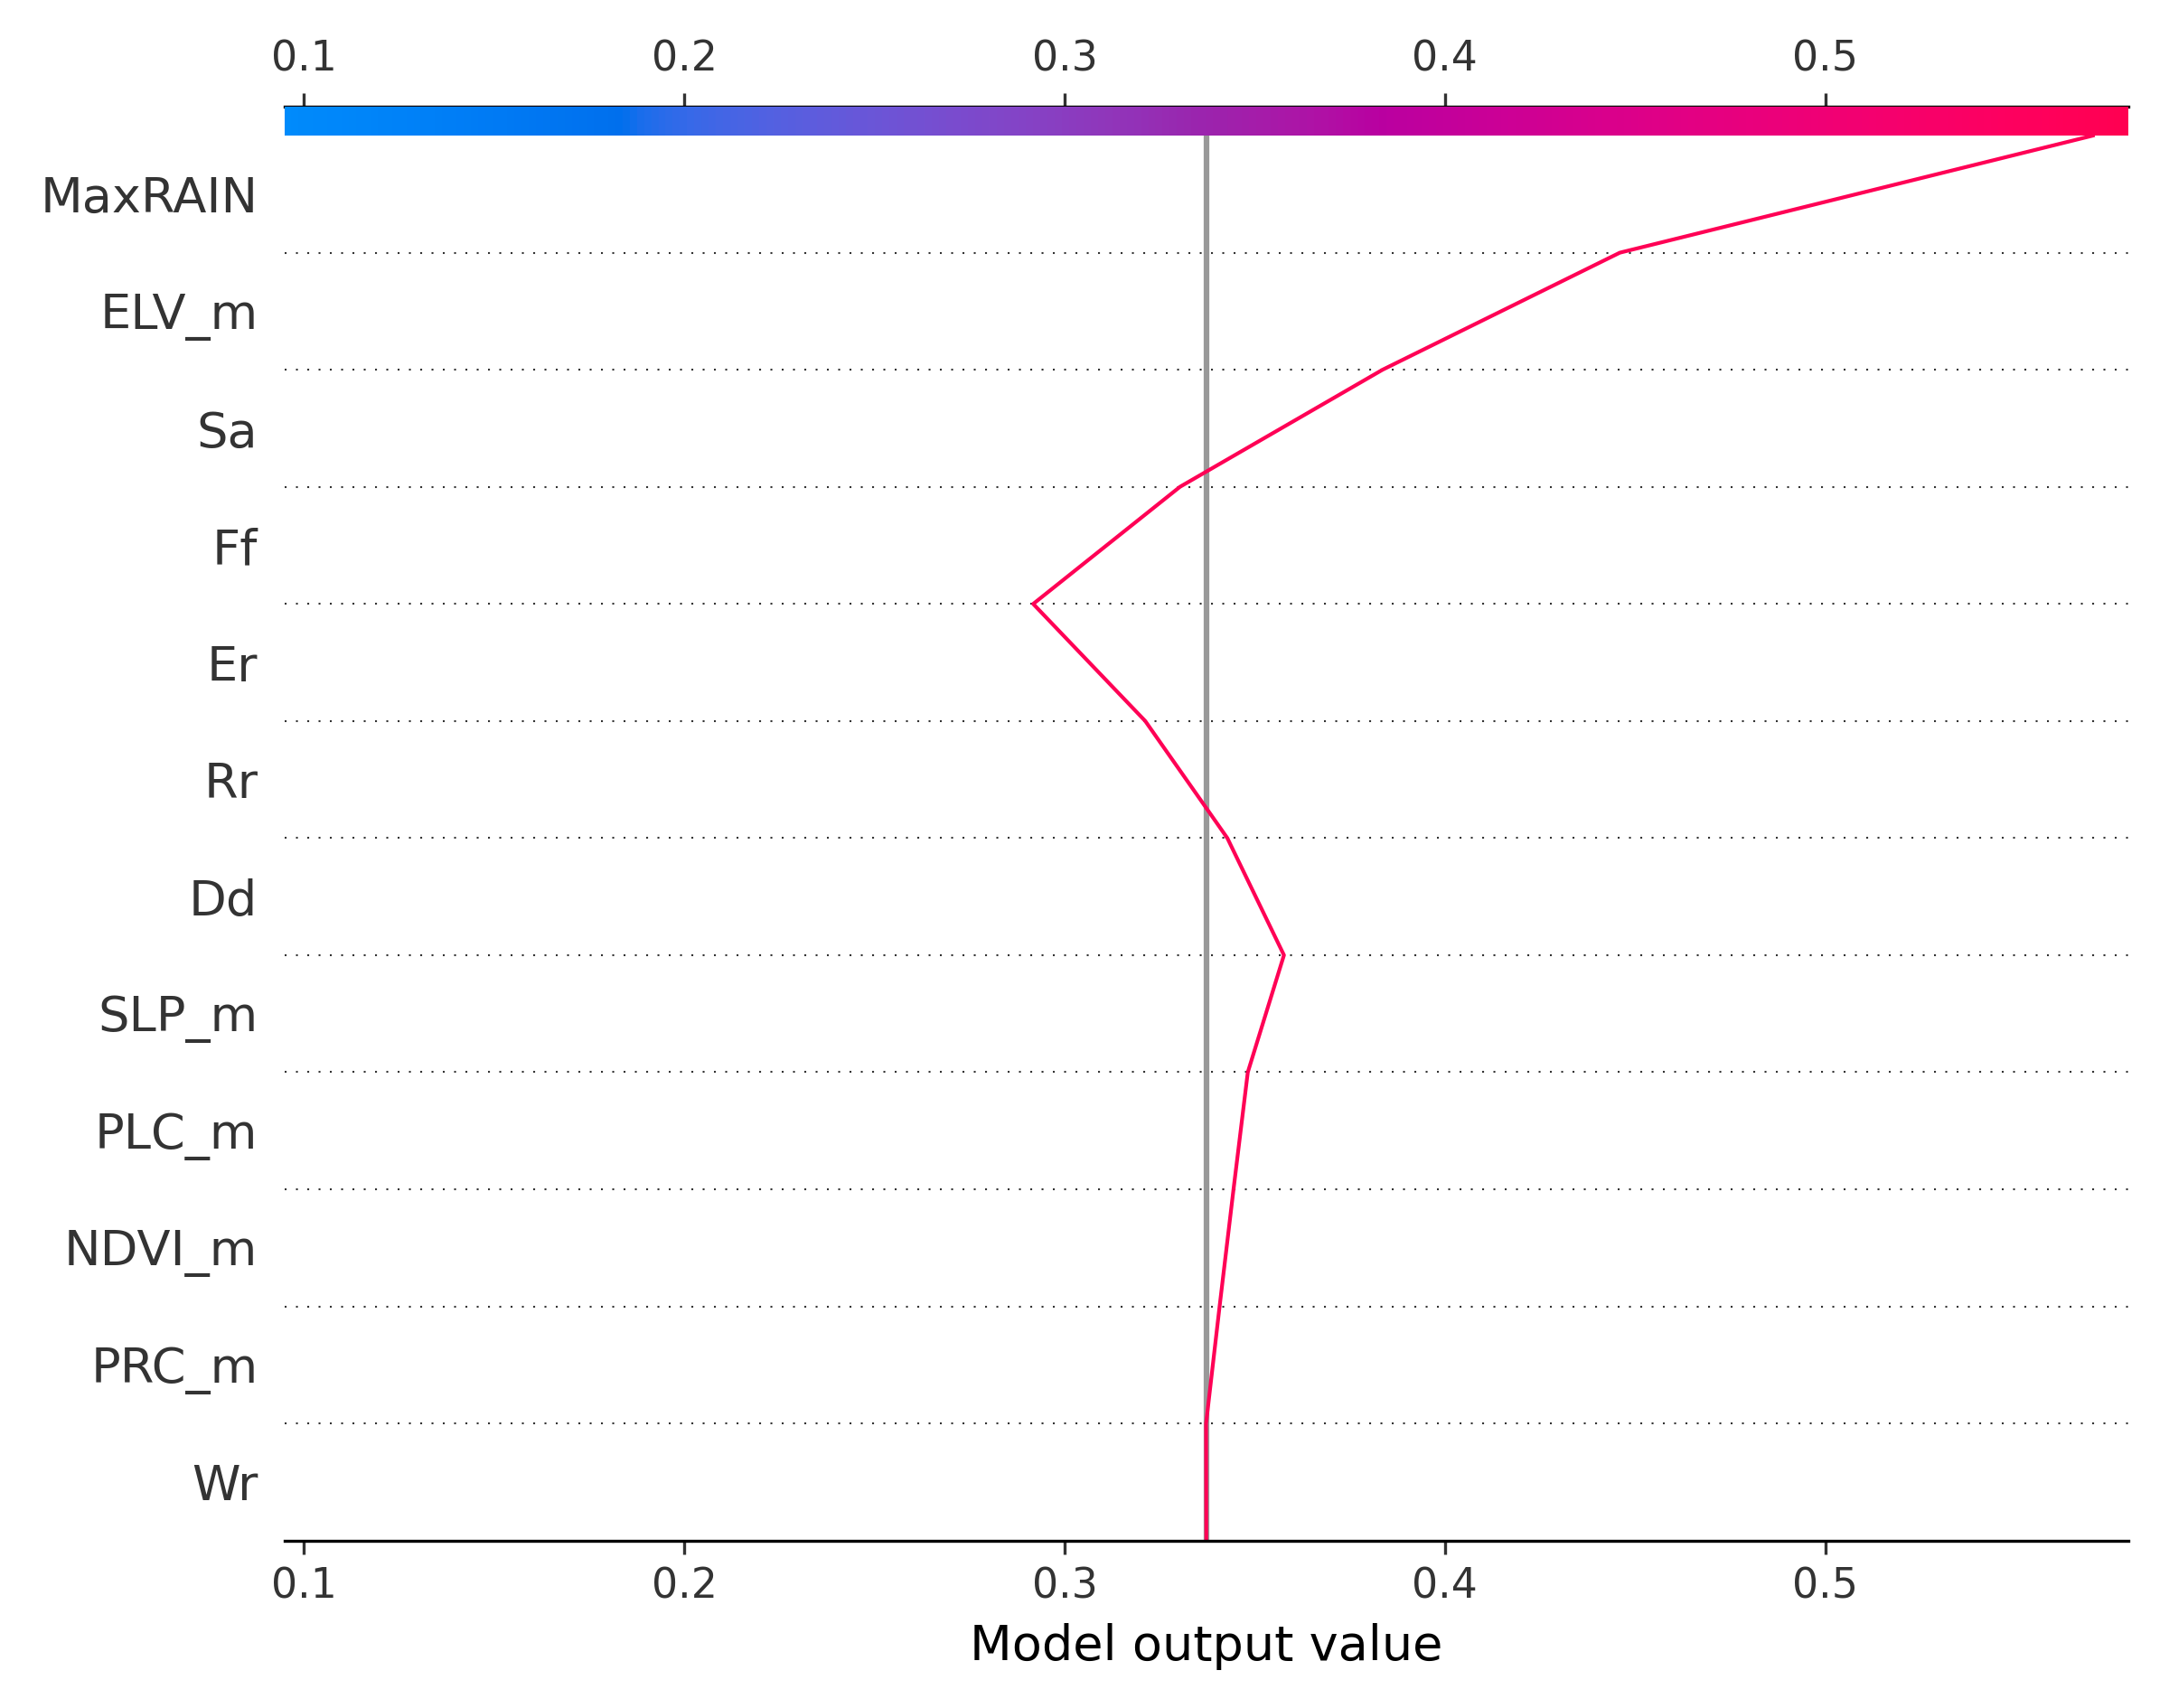 0.1 0.2 0.3 0.4 0.5
MaxRAIN
ELV_m
Sa
Ff
Er
Rr
Dd
SLP_m
PLC_m
NDVI_m
PRC_m
Wr
0.1 0.2 0.3 0.4 0.5
Model output value